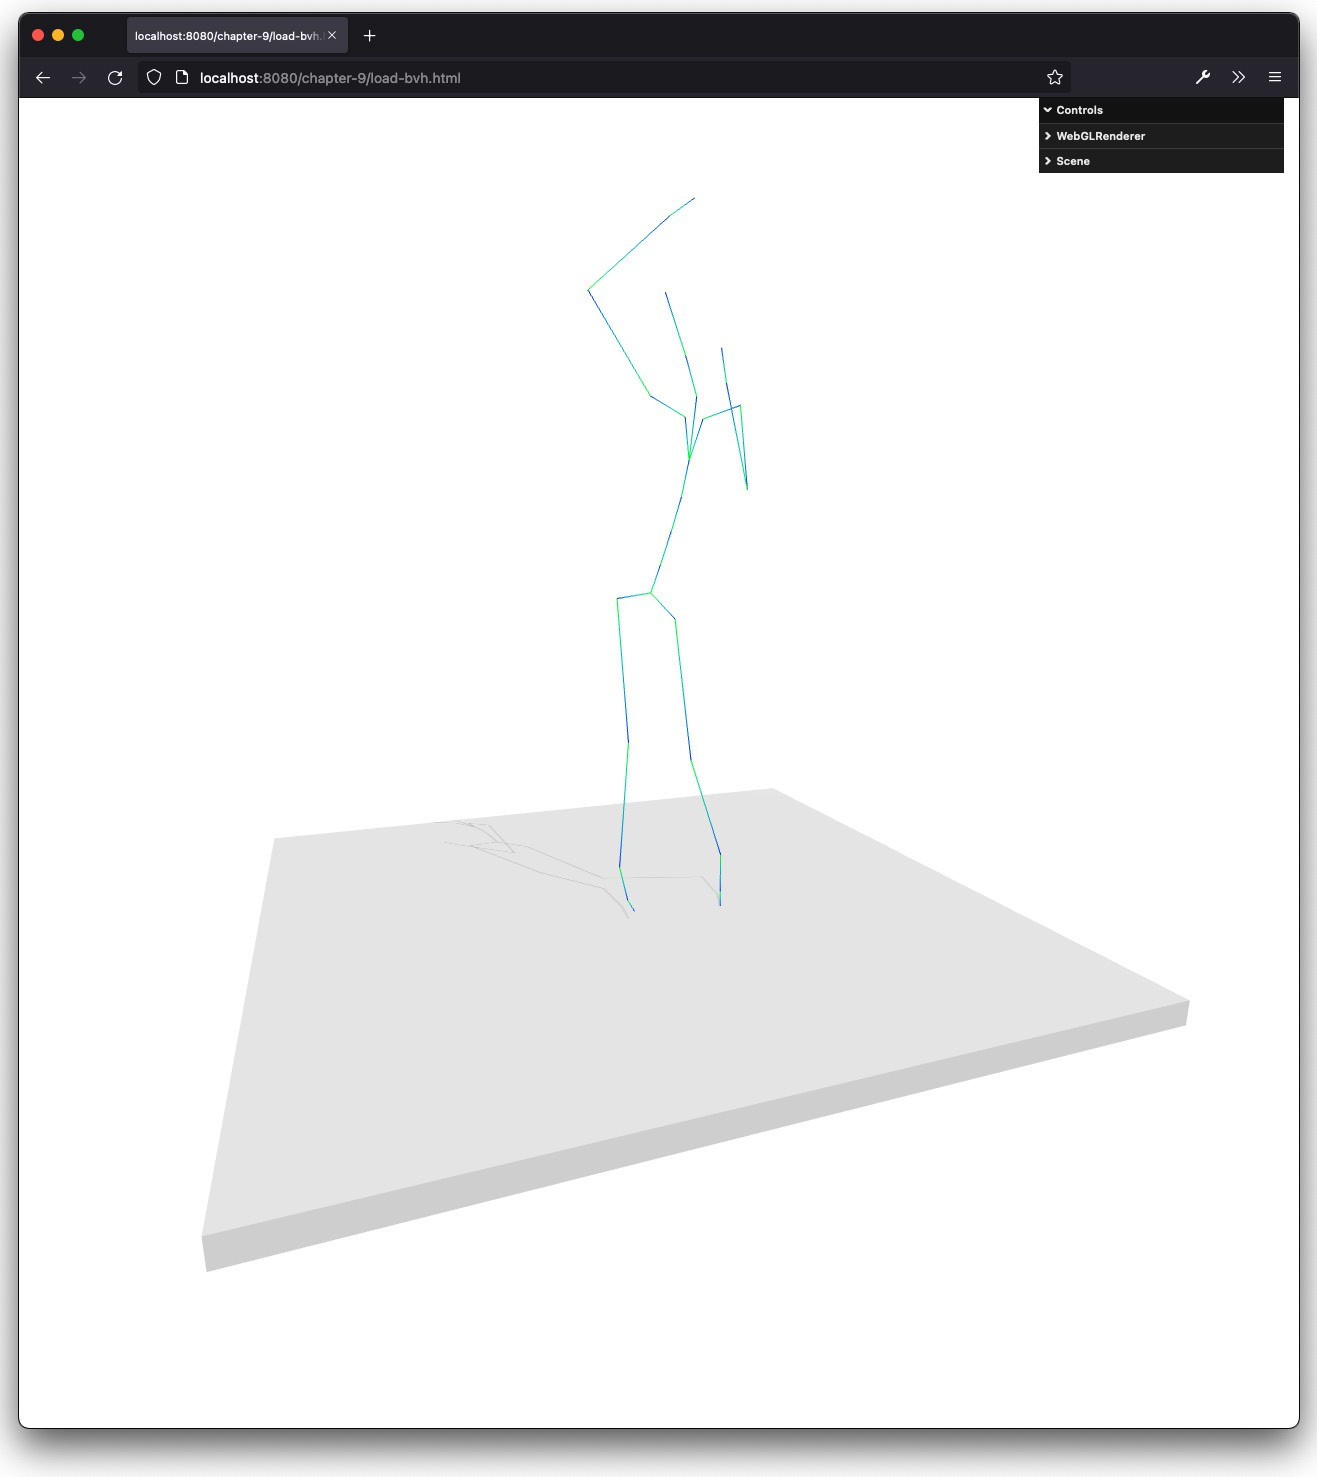 localhost:8080/chapter-9/load-bvh.
localhost:8080/chapter-9/load-bvh.html
Controls
WebGLRenderer
Scene